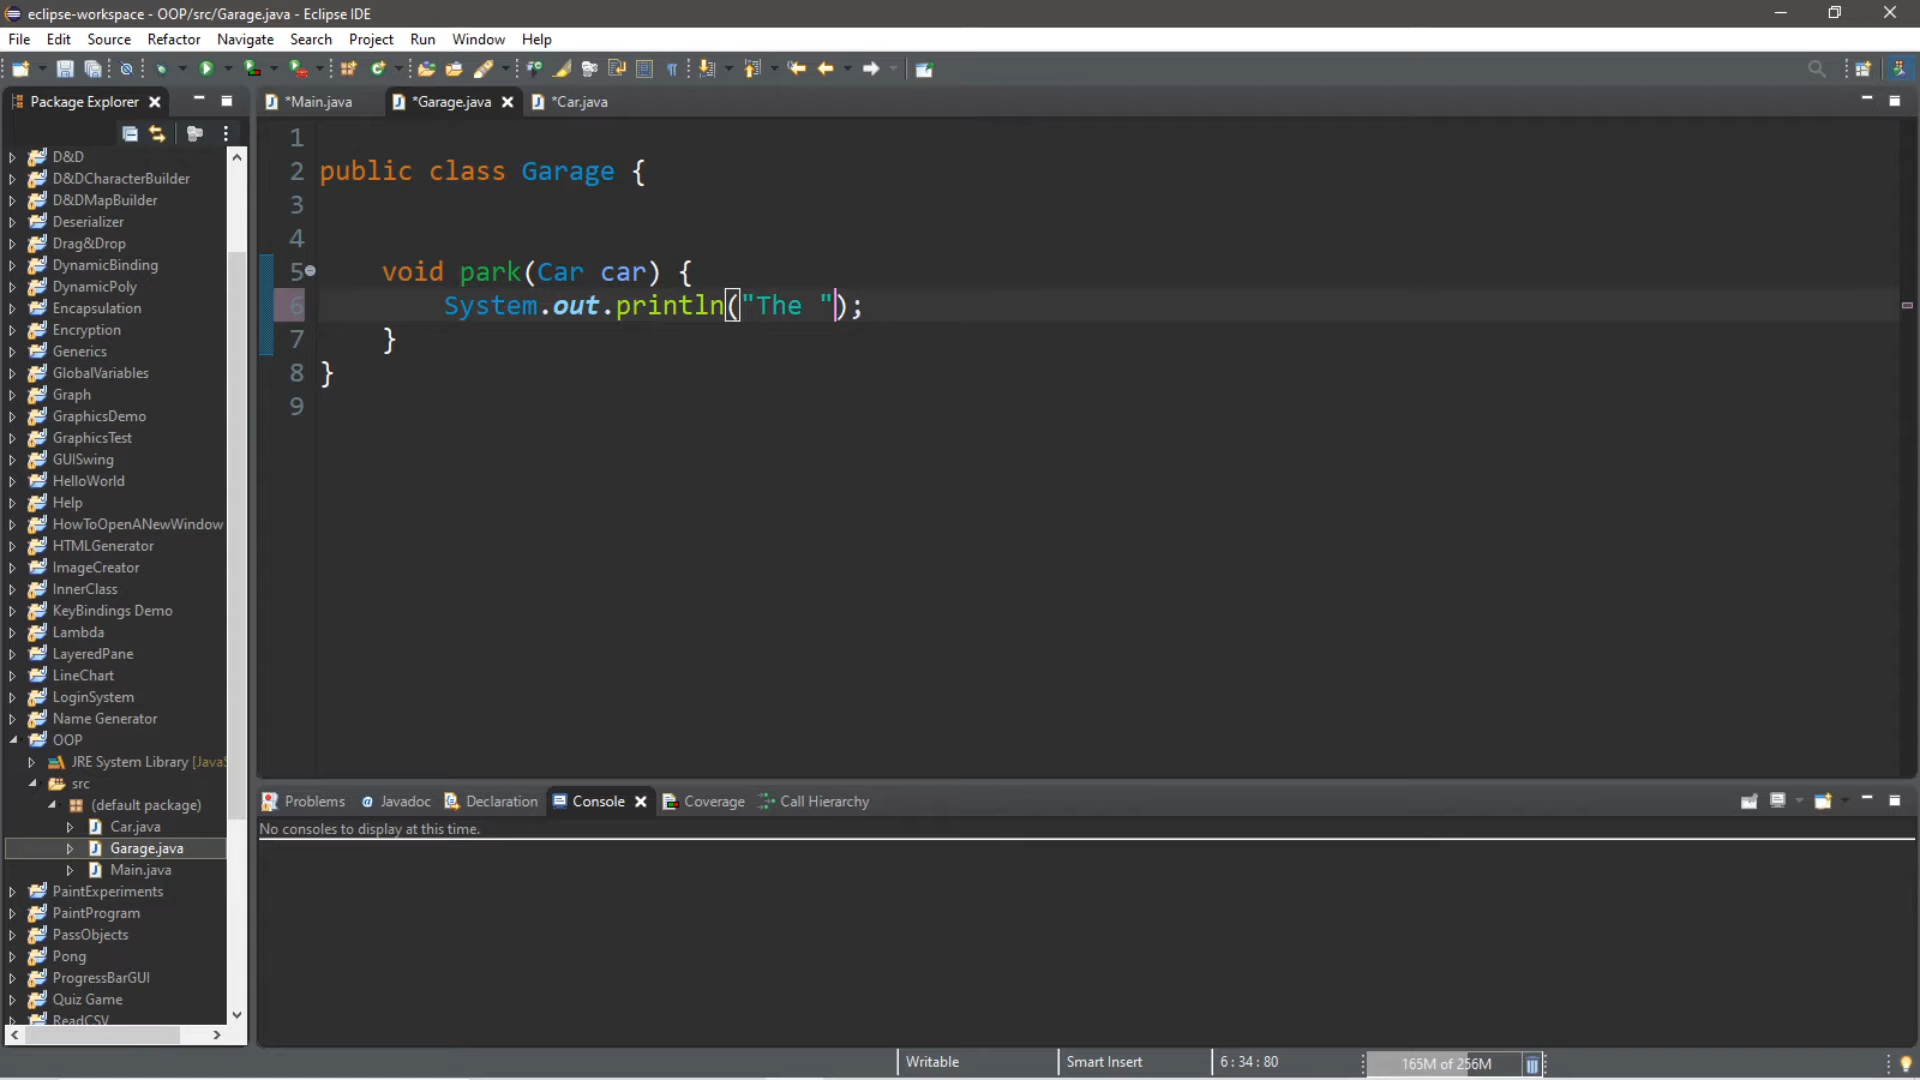 eclipse-workspace - OOP/src/Garage.java - Eclipse IDE
File Edit Source Refactor Navigate Search Project Run Window Help
Package Explorer
*Main.java *Garage.java *Car.java
D&D
D&DCharacterBuilder
D&DMapBuilder
Deserializer
Drag&Drop
DynamicBinding
DynamicPoly
Encapsulation
Encryption
Generics
GlobalVariables
Graph
GraphicsDemo
GraphicsTest
GUISwing
HelloWorld
Help
HowToOpenANewWindow
HTMLGenerator
ImageCreator
InnerClass
KeyBindings Demo
Lambda
LayeredPane
LineChart
LoginSystem
Name Generator
OOP
JRE System Library [JavaS
src
(default package)
Car.java
Garage.java
Main.java
PaintExperiments
PaintProgram
PassObjects
Pong
ProgressBarGUI
Quiz Game
ReadCSV
1
2 public class Garage {
3
4
5 void park(Car car) {
6 System.out.println("The ");
7 }
8 }
9
Problems Javadoc Declaration Console Coverage Call Hierarchy
No consoles to display at this time.
Writable Smart Insert 6 : 34 : 80 165M of 256M